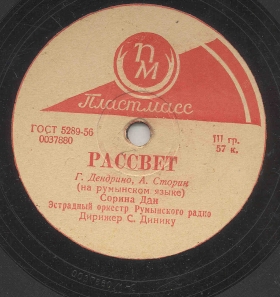 ПМ
Пластмасс
ГОСТ 5289-56
0037880
III гр.
57 к.
РАССВЕТ
Г. Дендрино, А. Сторин
(на румынском языке)
Сорина Дан
Эстрадный оркестр Румынского радио
Дирижер С. Динику